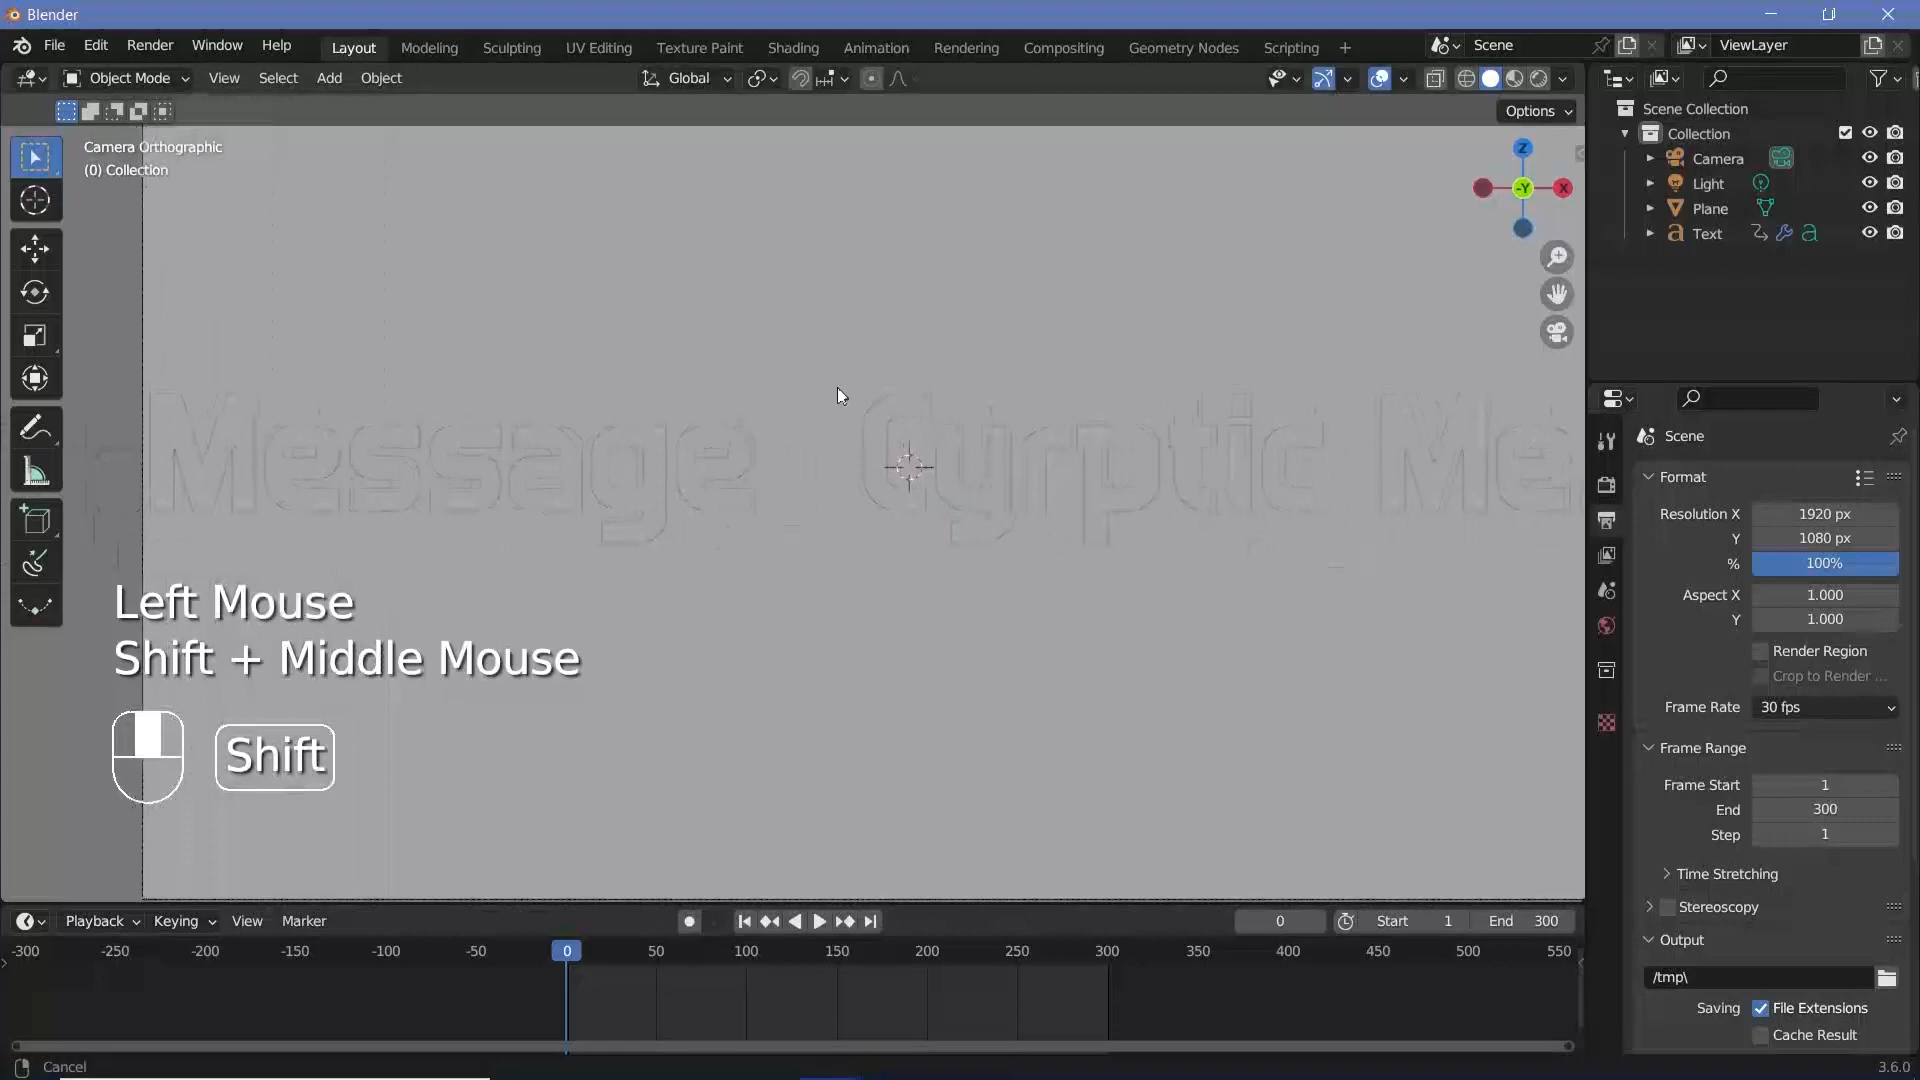 Blender
File Edit Render Window Help Layout Modeling Sculpting UV Editing Texture Paint Shading Animation Rendering Compositing Geometry Nodes Scripting + Scene ViewLayer
Object Mode View Select Add Object Global
Options
Camera Orthographic
(0) Collection
Z
-Y X
Scene Collection
Collection
Camera
Light
Plane
Text
Message_ Cyrptic Me
Left Mouse
Shift + Middle Mouse
Shift
Scene
Format
Resolution X 1920 px
Y 1080 px
% 100%
Aspect X 1.000
Y 1.000
Render Region
Crop to Render ...
Frame Rate 30 fps
Frame Range
Frame Start 1
End 300
Step 1
Time Stretching
Stereoscopy
Output
/tmp\
Saving File Extensions
Cache Result
Playback Keying View Marker 0 Start 1 End 300
-300 -250 -200 -150 -100 -50 0 50 100 150 200 250 300 350 400 450 500 550
Cancel 3.6.0